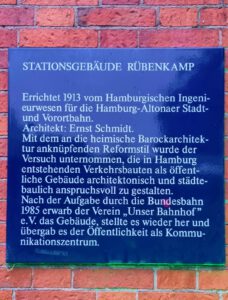 STATIONSGEBÄUDE RÜBENKAMP
Errichtet 1913 vom Hamburgischen Ingeni-
eurwesen für die Hamburg-Altonaer Stadt-
und Vorortbahn.
Architekt: Ernst Schmidt.
Mit dem an die heimische Barockarchitek-
tur anknüpfenden Reformstil wurde der
Versuch unternommen, die in Hamburg
entstehenden Verkehrsbauten als öffent-
liche Gebäude architektonisch und städte-
baulich anspruchsvoll zu gestalten.
Nach der Aufgabe durch die Bundesbahn
1985 erwarb der Verein „Unser Bahnhof"
e.V. das Gebäude, stellte es wieder her und
übergab es der Öffentlichkeit als Kommu-
nikationszentrum.